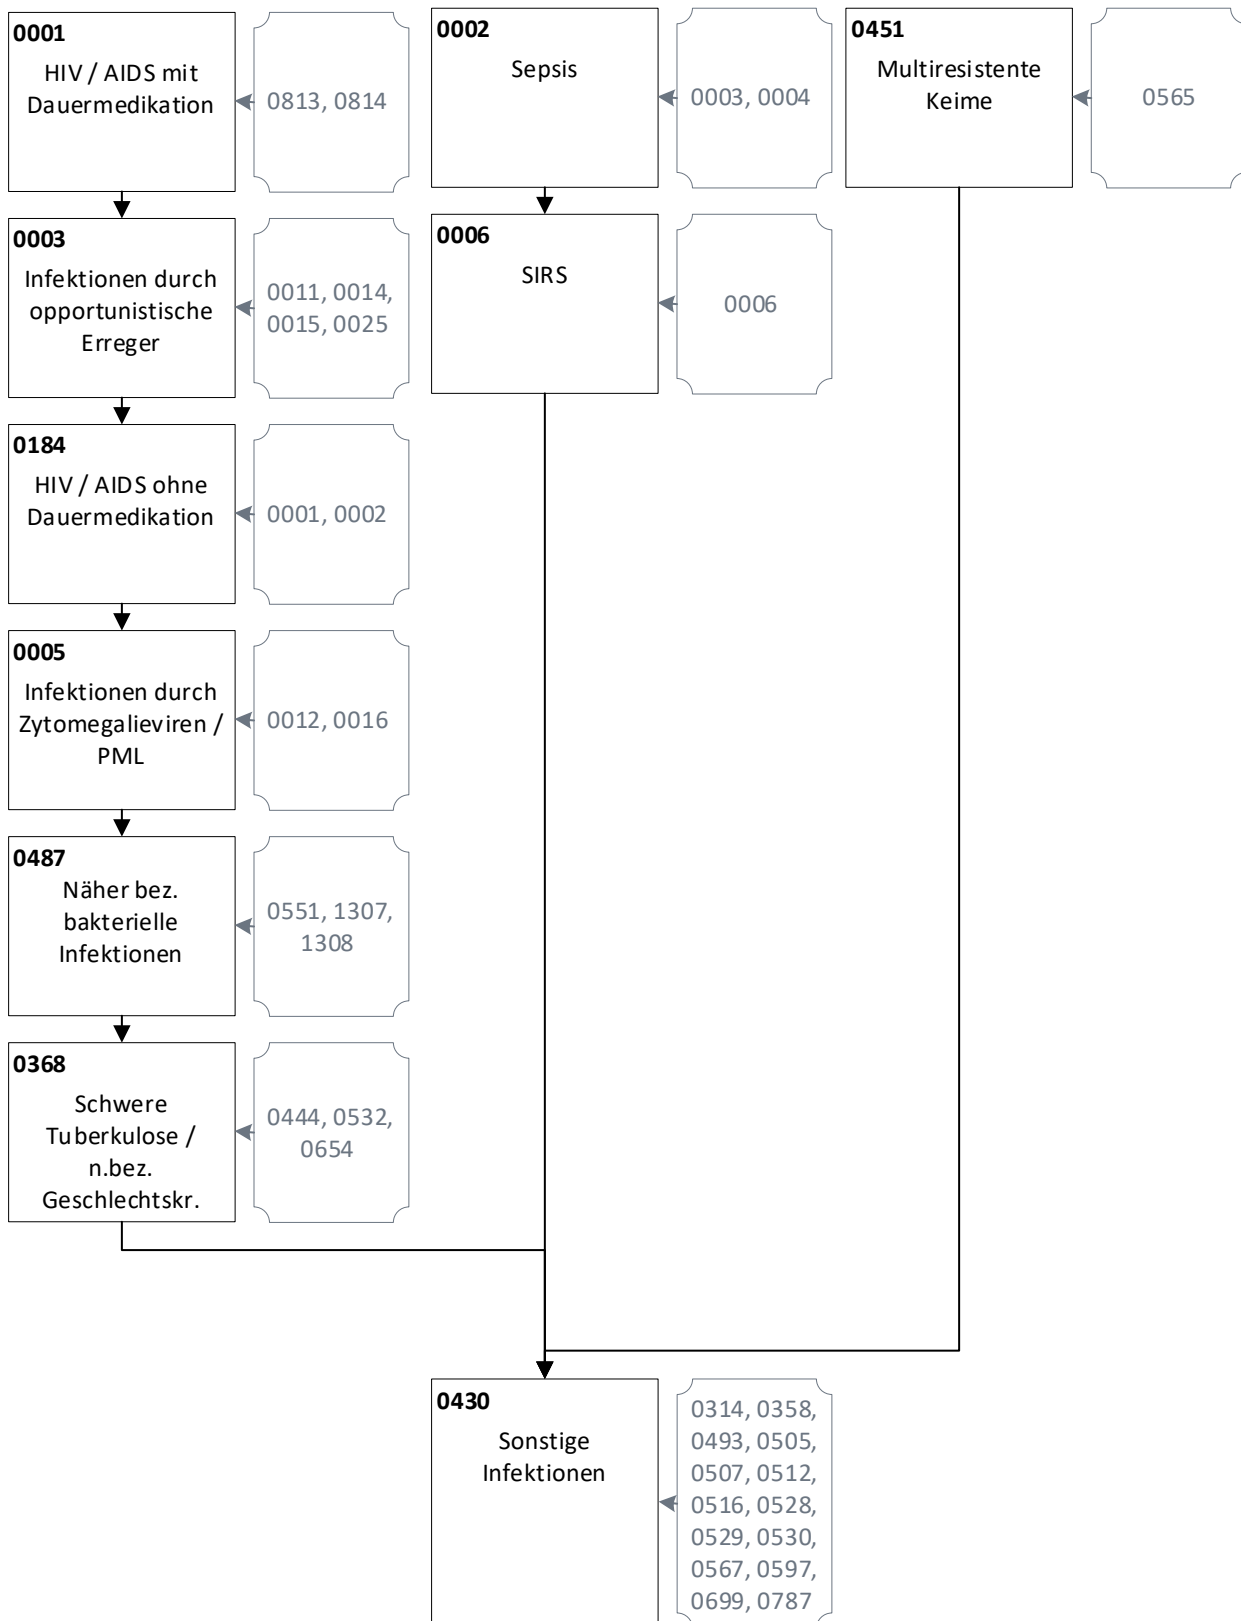 0001
HIV / AIDS mit
Dauermedikation
0813, 0814
0002
Sepsis
0003, 0004
0451
Multiresistente
Keime
0565
0003
Infektionen durch
opportunistische
Erreger
0011, 0014,
0015, 0025
0006
SIRS
0006
0184
HIV / AIDS ohne
Dauermedikation
0001, 0002
0005
Infektionen durch
Zytomegalieviren /
PML
0012, 0016
0487
Näher bez.
bakterielle
Infektionen
0551, 1307,
1308
0368
Schwere
Tuberkulose /
n.bez.
Geschlechtskr.
0444, 0532,
0654
0430
Sonstige
Infektionen
0314, 0358,
0493, 0505,
0507, 0512,
0516, 0528,
0529, 0530,
0567, 0597,
0699, 0787